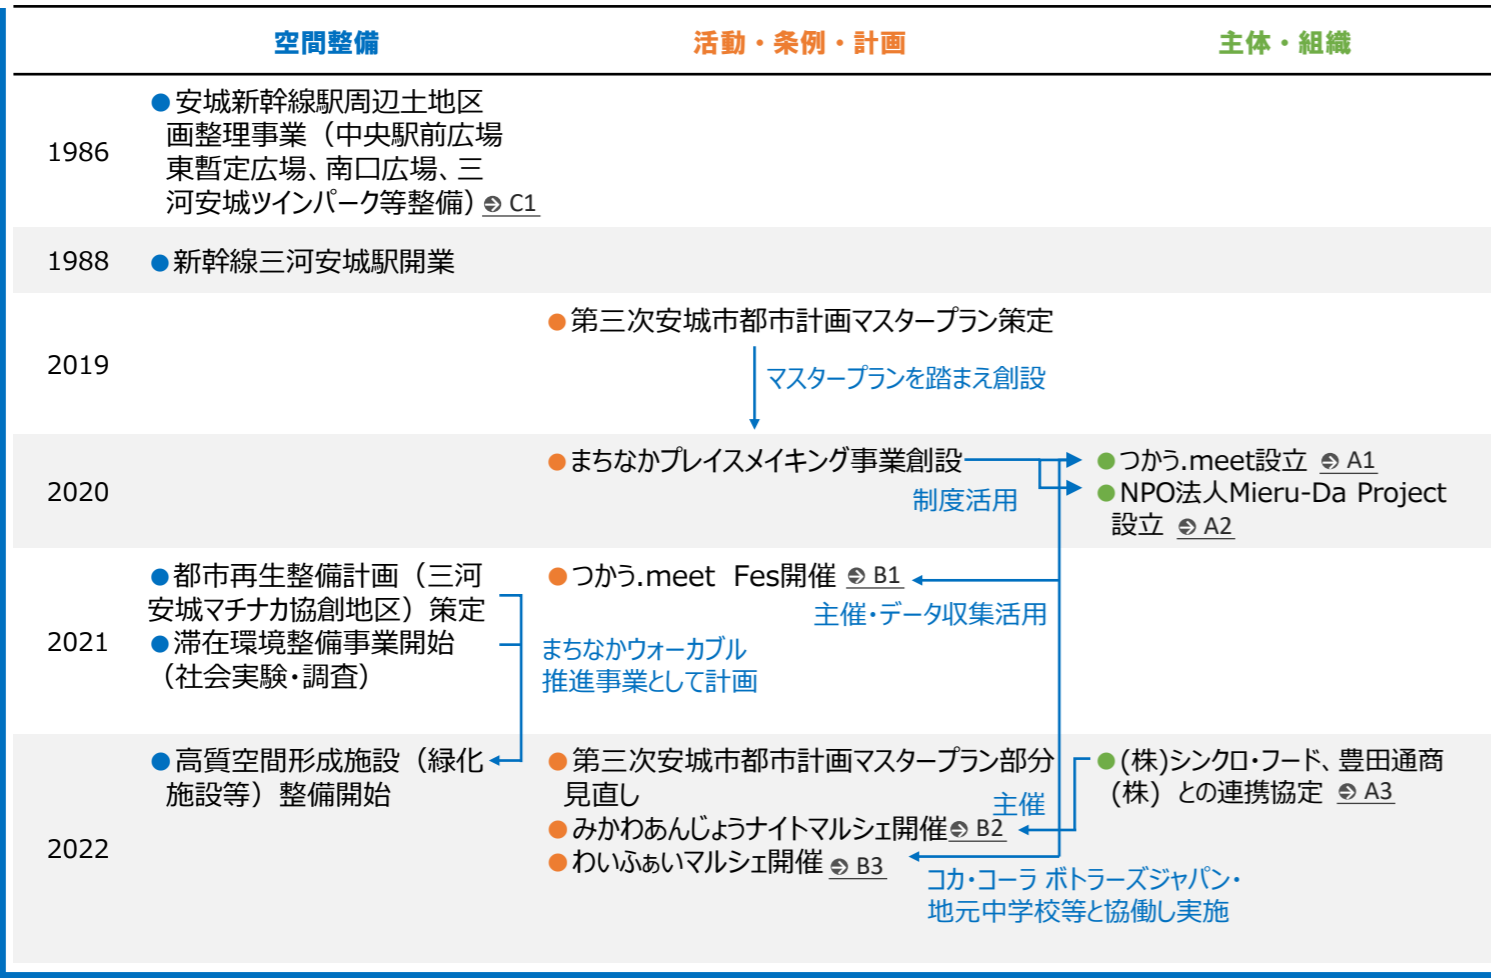 空間整備
活動・条例・計画
主体・組織
1986
●安城新幹線駅周辺土地区
画整理事業（中央駅前広場
東暫定広場、南口広場、三
河安城ツインパーク等整備） C1
1988
●新幹線三河安城駅開業
2019
●第三次安城市都市計画マスタープラン策定
マスタープランを踏まえ創設
2020
●まちなかプレイスメイキング事業創設
制度活用
●つかう.meet設立 A1
●NPO法人Mieru-Da Project
設立 A2
2021
●都市再生整備計画（三河
安城マチナカ協創地区）策定
●滞在環境整備事業開始
（社会実験・調査）
まちなかウォーカブル
推進事業として計画
●つかう.meet Fes開催 B1
主催・データ収集活用
2022
●高質空間形成施設（緑化
施設等）整備開始
●第三次安城市都市計画マスタープラン部分
見直し
主催
●みかわあんじょうナイトマルシェ開催 B2
●わいふぁいマルシェ開催 B3
コカ・コーラ ボトラーズジャパン・
地元中学校等と協働し実施
●(株)シンクロ・フード、豊田通商
(株) との連携協定 A3